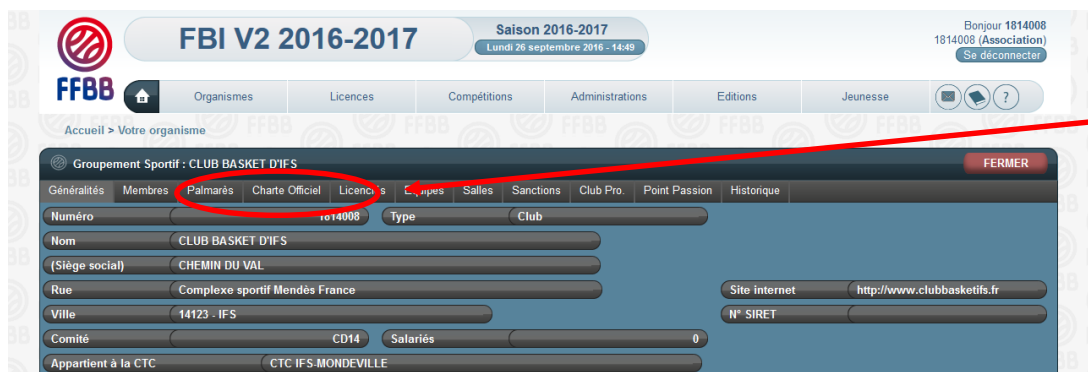 FFBB
FBI V2 2016-2017
Saison 2016-2017
Lundi 26 septembre 2016 - 14:49
Bonjour 1814008
1814008 (Association)
Se déconnecter
Organismes Licences Compétitions Administrations Editions Jeunesse ?
Accueil > Votre organisme
Groupement Sportif : CLUB BASKET D'IFS FERMER
Généralités Membres Palmarès Charte Officiel Licenciés Equipes Salles Sanctions Club Pro. Point Passion Historique
Numéro 1814008 Type Club
Nom CLUB BASKET D'IFS
(Siège social) CHEMIN DU VAL
Rue Complexe sportif Mendès France Site internet http://www.clubbasketifs.fr
Ville 14123 - IFS N° SIRET
Comité CD14 Salariés 0
Appartient à la CTC CTC IFS-MONDEVILLE